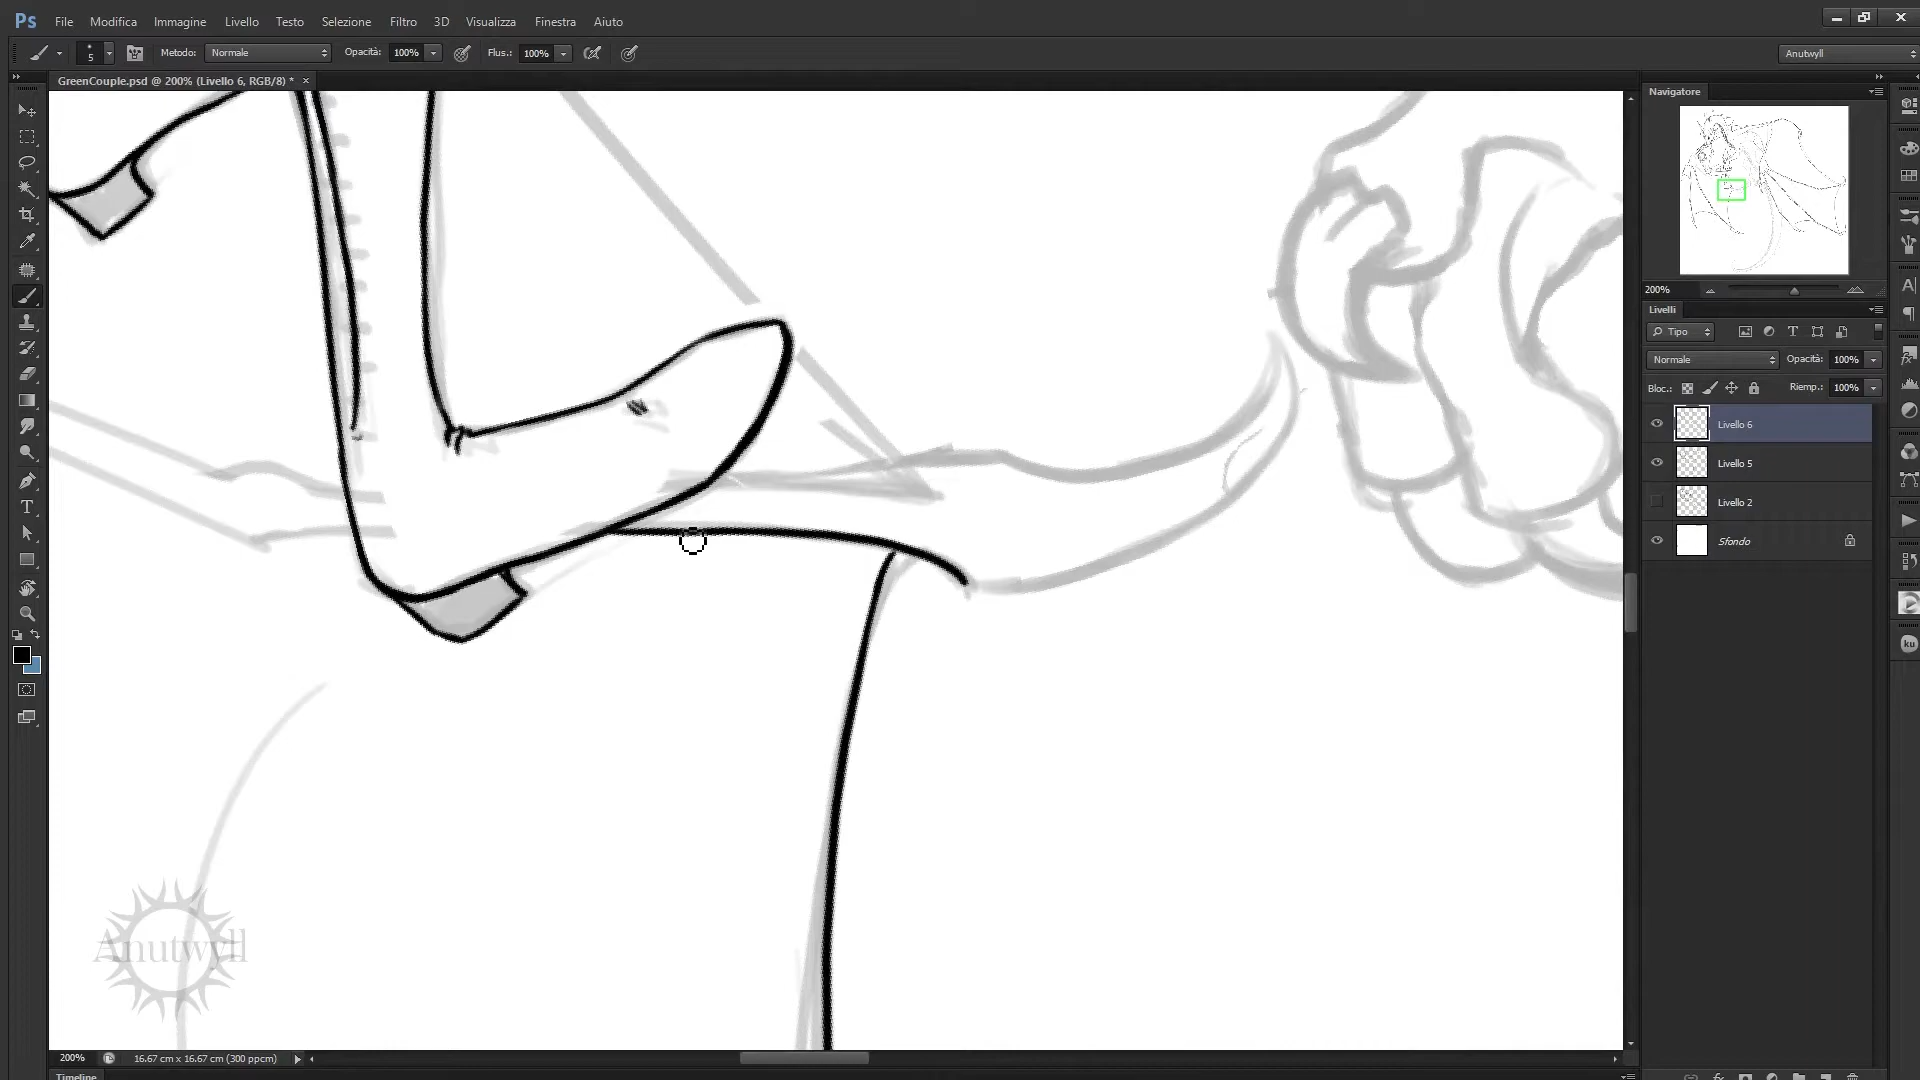 Ps File Modifica Immagine Livello Testo Selezione Filtro 3D Visualizza Finestra Aiuto
5 Metodo: Normale Opacità: 100% Flus.: 100% Anutwyll
GreenCouple.psd @ 200% (Livello 6, RGB/8) * ×
Navigatore
200%
Livelli
Tipo
Normale Opacità: 100%
Bloc.: Riemp.: 100%
Livello 6
Livello 5
Livello 2
Sfondo
ku
Anutwyll
200% 16.67 cm x 16.67 cm (300 ppcm)
Timeline